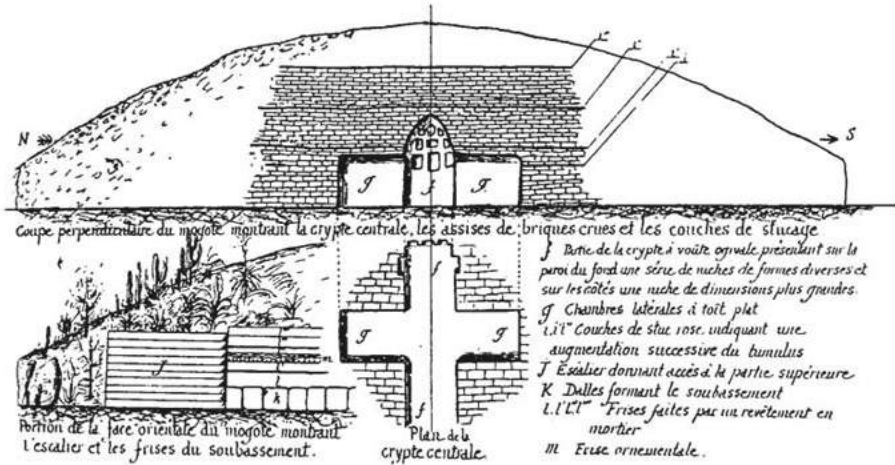 N
S
f
g
g
Coupe perpendiculaire du mogote montrant la crypte centrale, les assises de briques crues et les couches de stucage
f Partie de la crypte à voûte ogivale présentant sur la
paroi du fond une série de niches de formes diverses et
sur les côtés une niche de dimensions plus grandes.
g Chambres latérales à toit plat
i.i'i" Couches de stuc rose indiquant une
augmentation successive du tumulus
J Escalier donnant accès à la partie supérieure
K Dalles formant le soubassement
Frises faites par un revêtement en
mortier
m Frise ornementale.
J
l
m
k
Portion de la face orientale du mogote montrant
l'escalier et les frises du soubassement.
f
g
g
f
Plan de la
crypte centrale.